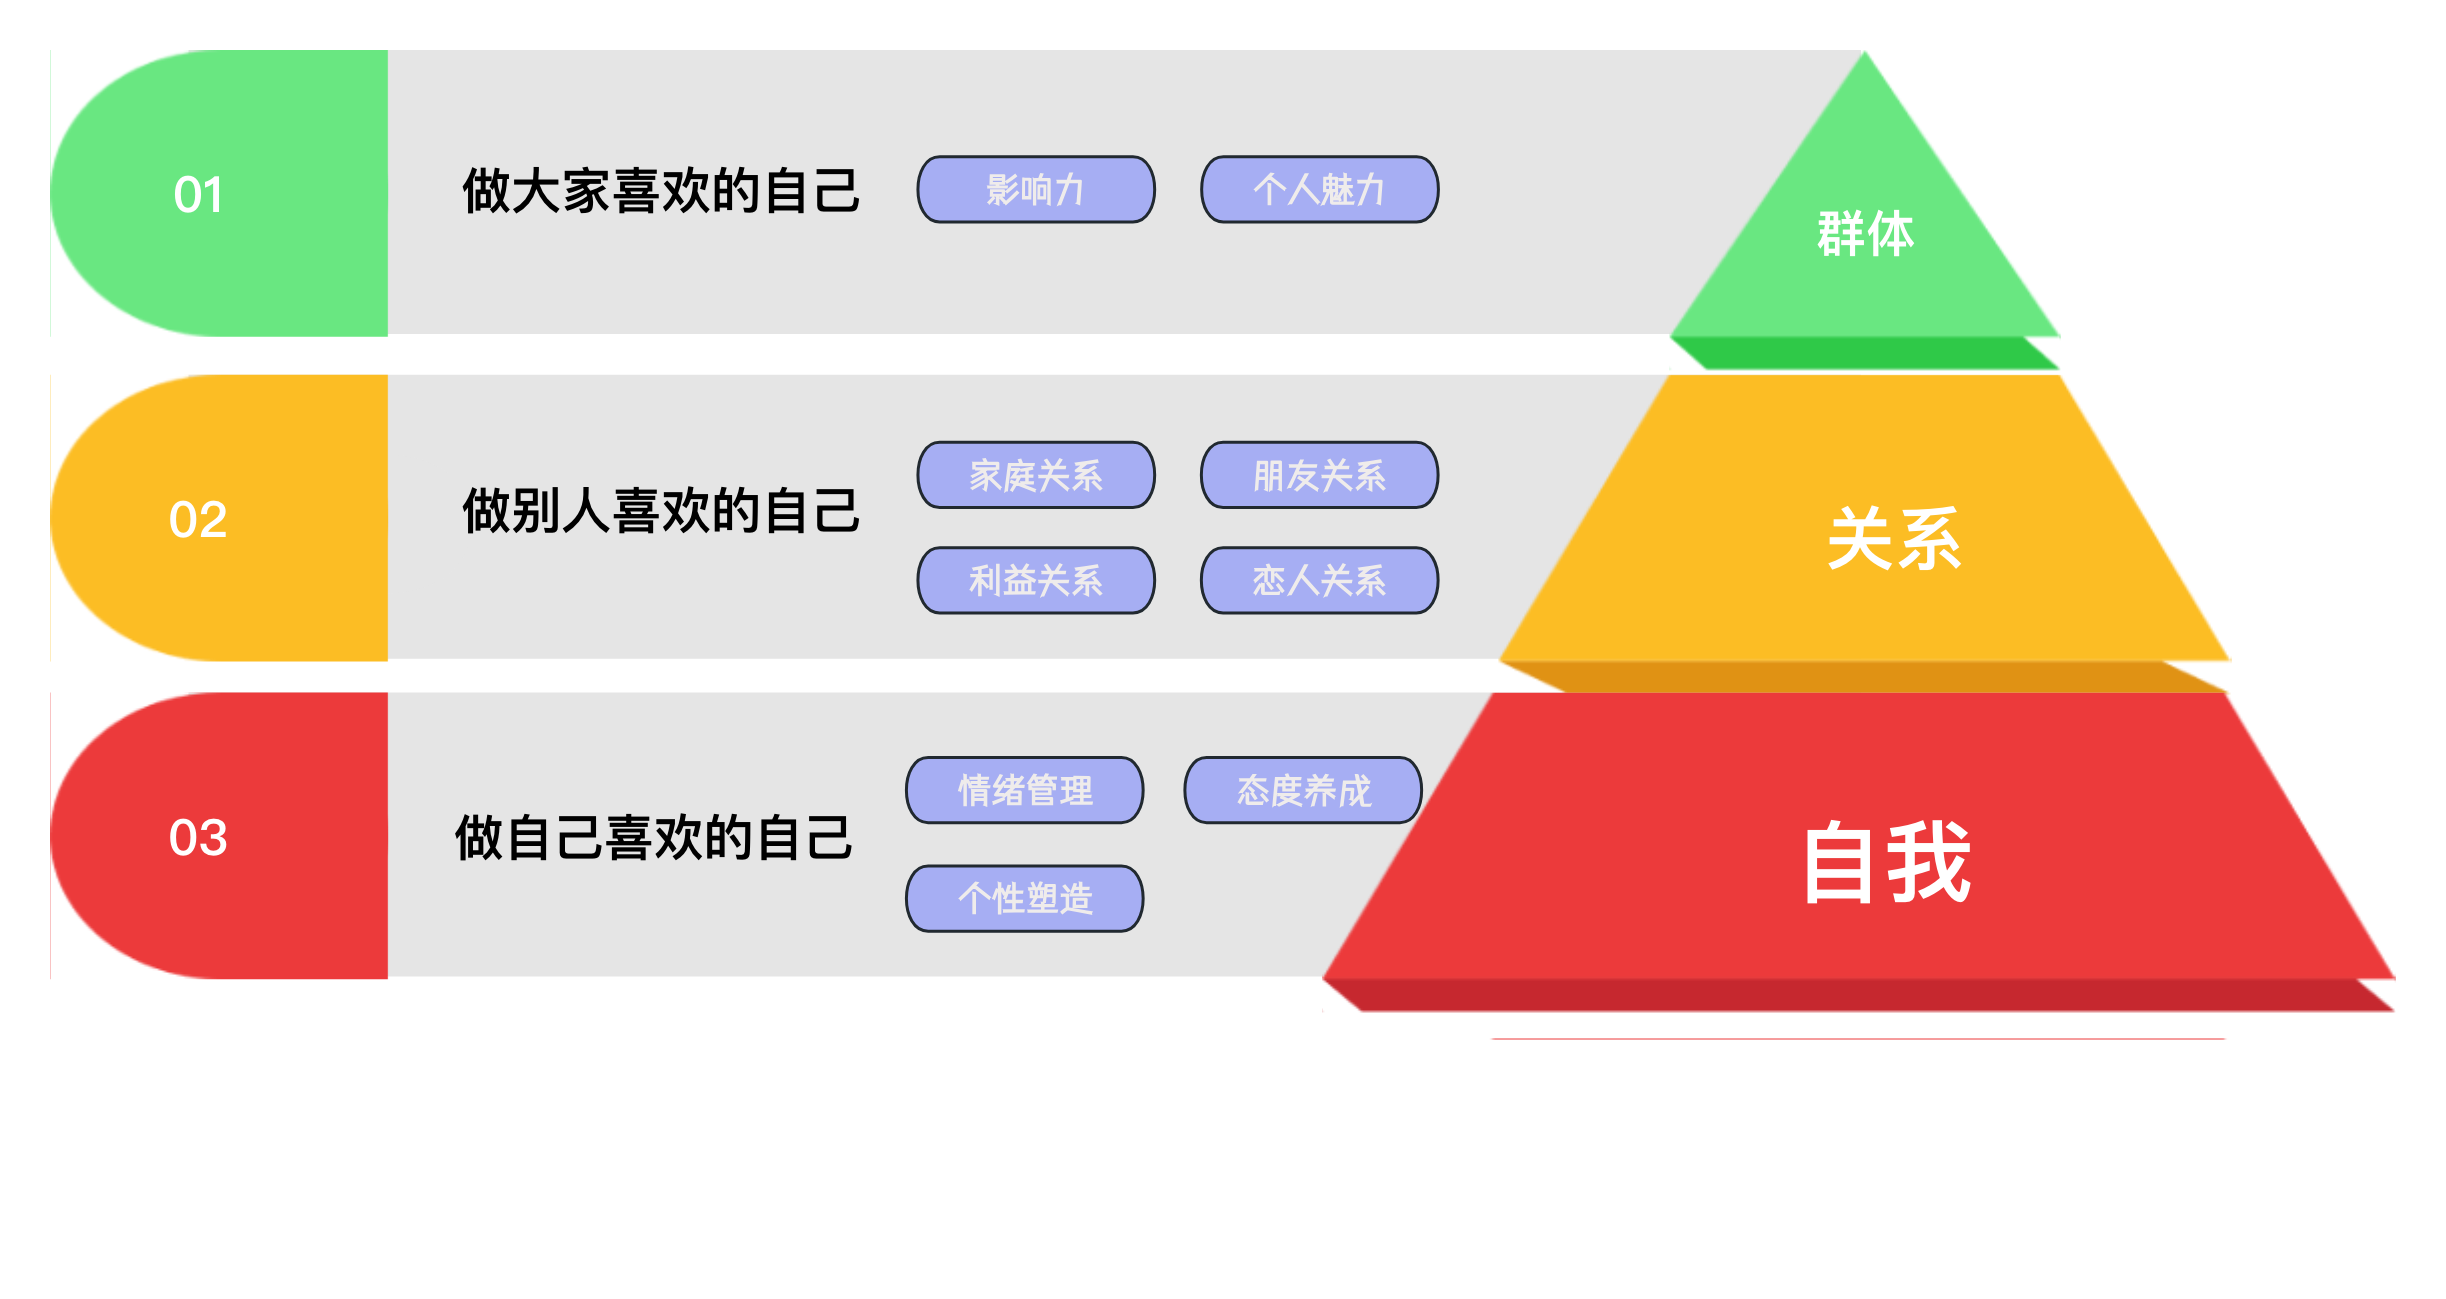 01
做大家喜欢的自己
影响力
个人魅力
群体
02
做别人喜欢的自己
家庭关系
朋友关系
利益关系
恋人关系
关系
03
做自己喜欢的自己
情绪管理
态度养成
个性塑造
自我